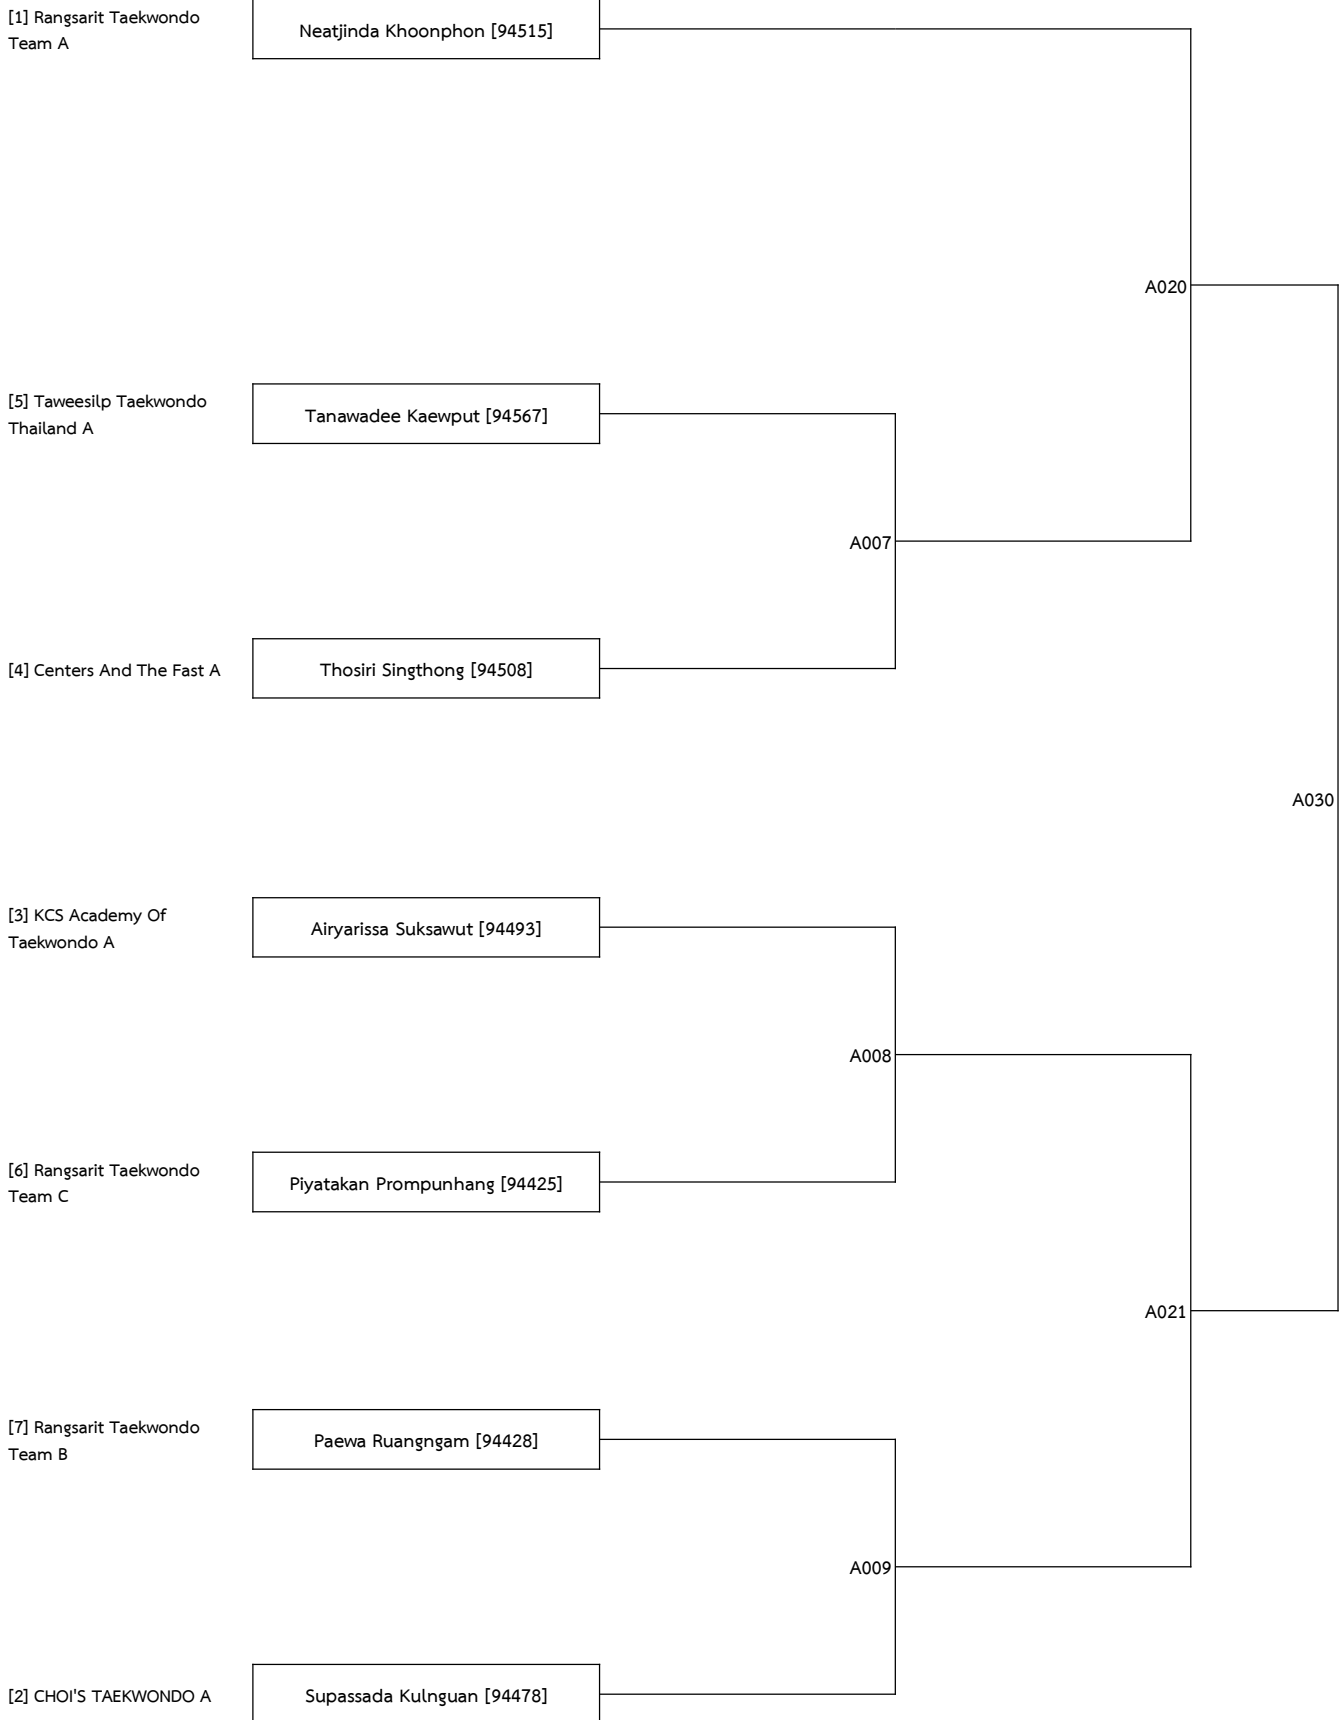 [1] Rangsarit Taekwondo
Team A
Neatjinda Khoonphon [94515]
A020
[5] Taweesilp Taekwondo
Thailand A
Tanawadee Kaewput [94567]
A007
[4] Centers And The Fast A
Thosiri Singthong [94508]
A030
[3] KCS Academy Of
Taekwondo A
Airyarissa Suksawut [94493]
A008
[6] Rangsarit Taekwondo
Team C
Piyatakan Prompunhang [94425]
A021
[7] Rangsarit Taekwondo
Team B
Paewa Ruangngam [94428]
A009
[2] CHOI'S TAEKWONDO A
Supassada Kulnguan [94478]